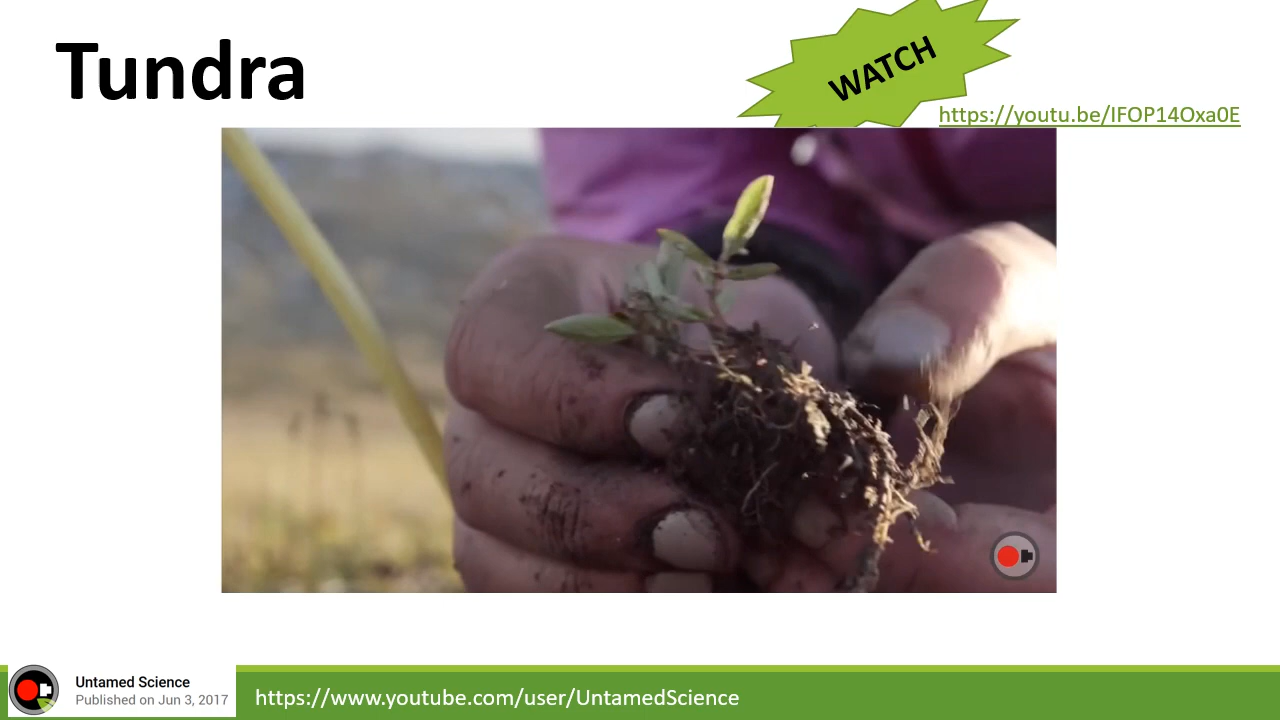 Tundra
WATCH
https://youtu.be/IFOP14Oxa0E
Untamed Science
Published on Jun 3, 2017
https://www.youtube.com/user/UntamedScience